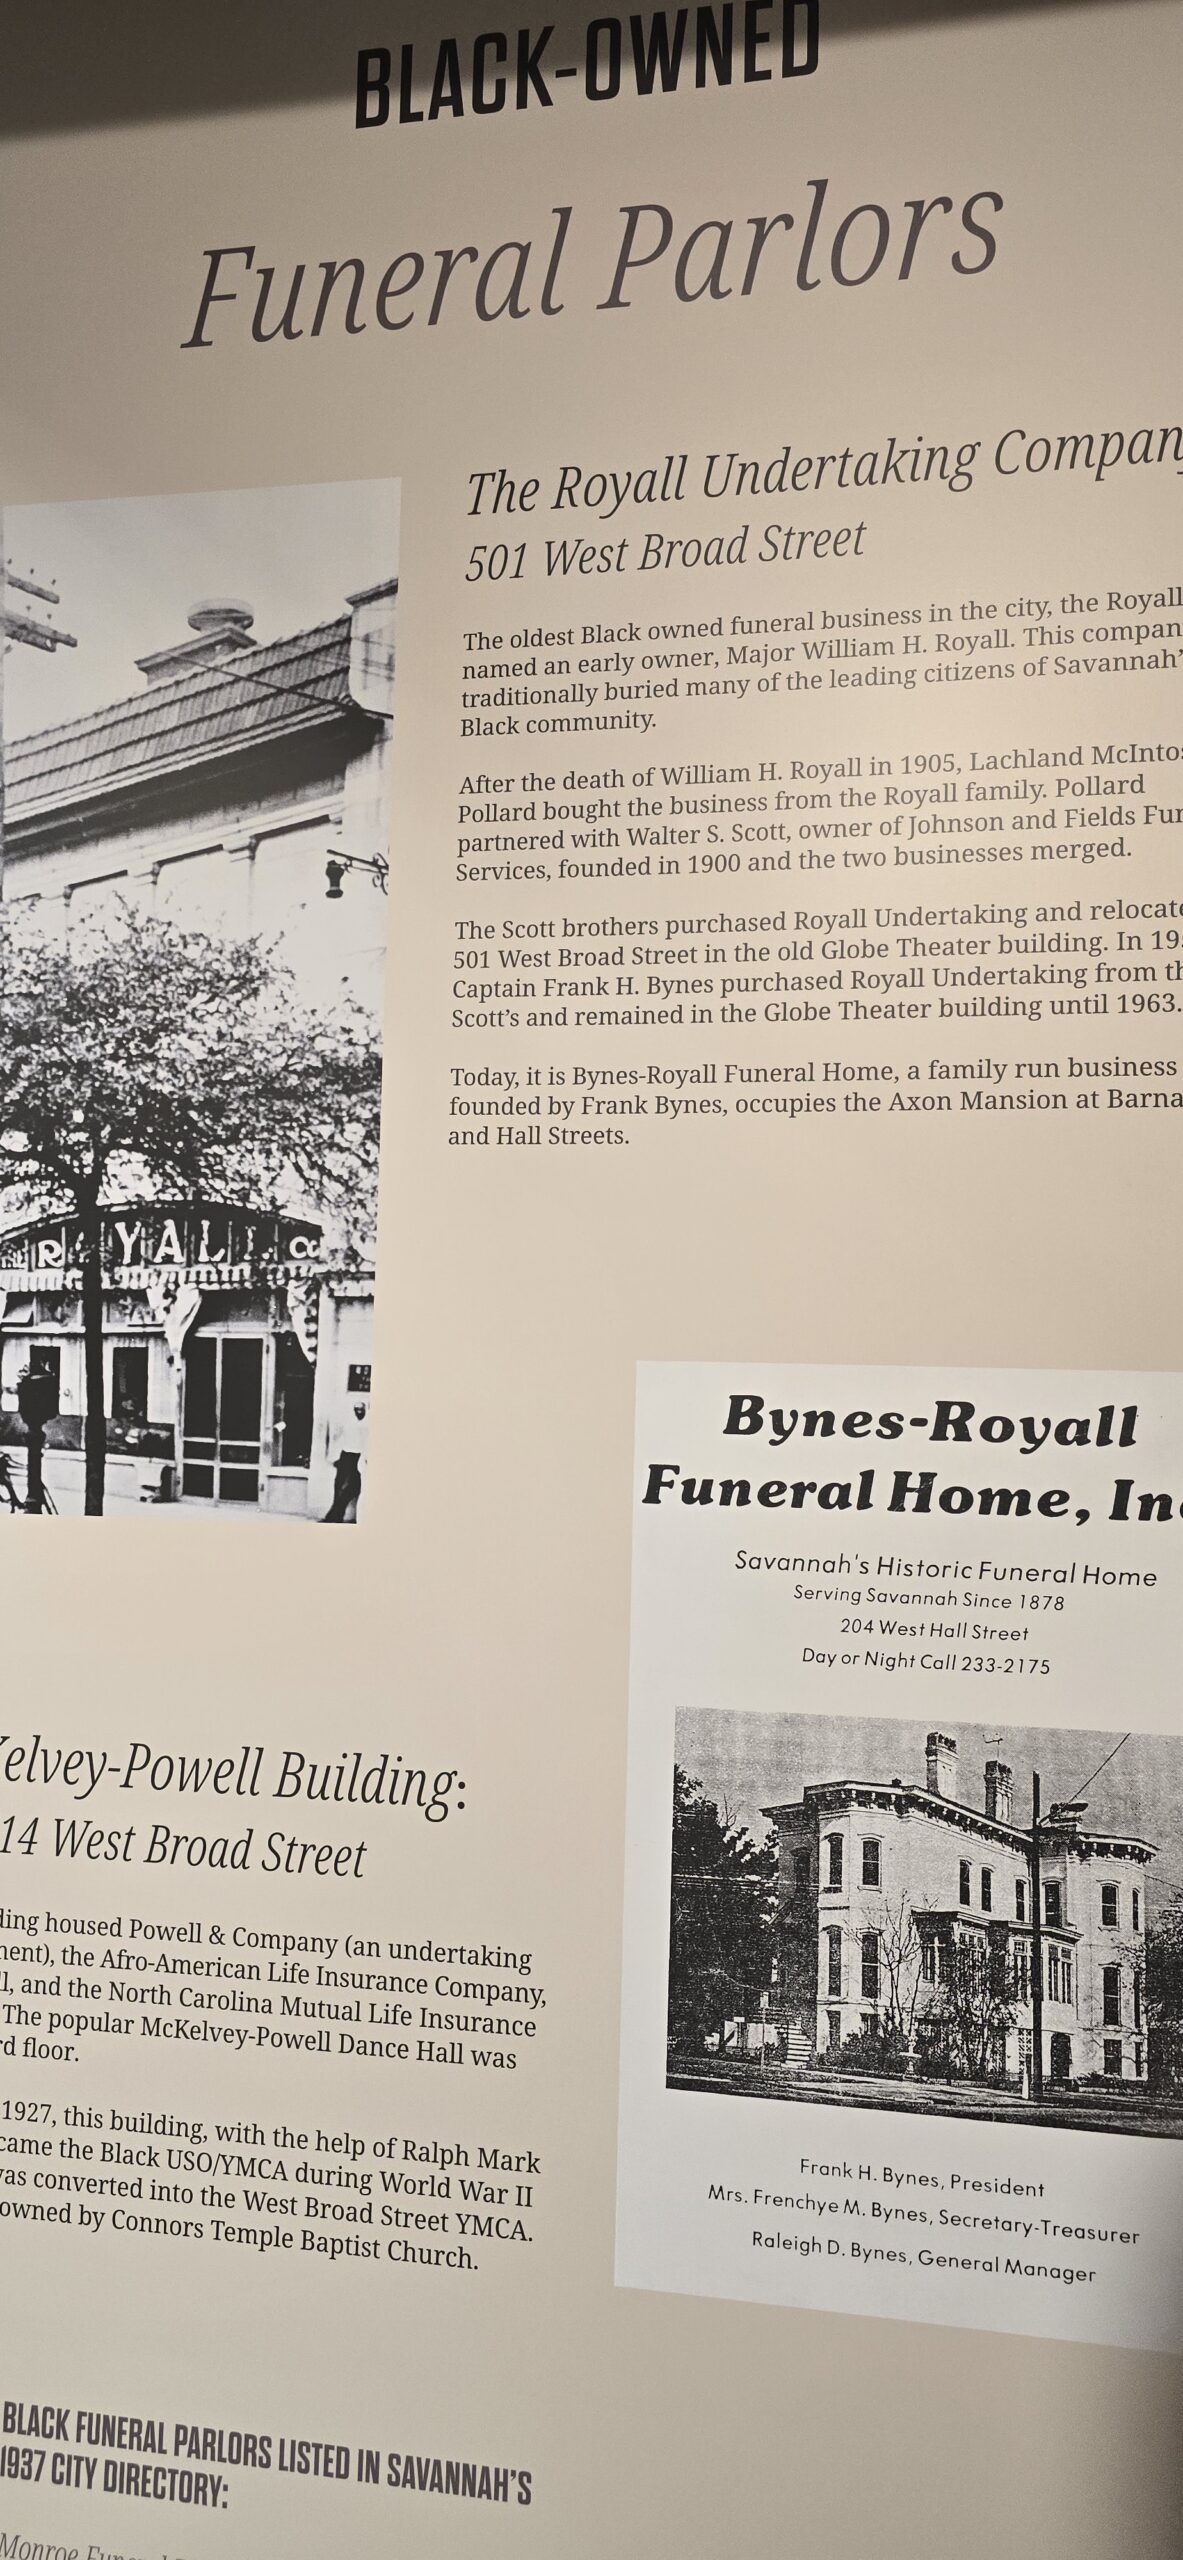 BLACK-OWNED
Funeral Parlors
The Royall Undertaking Compan
501 West Broad Street
The oldest Black owned funeral business in the city, the Royall
named an early owner, Major William H. Royall. This compan
traditionally buried many of the leading citizens of Savannah'
Black community.
After the death of William H. Royall in 1905, Lachland McInto
Pollard bought the business from the Royall family. Pollard
partnered with Walter S. Scott, owner of Johnson and Fields Fu
Services, founded in 1900 and the two businesses merged.
The Scott brothers purchased Royall Undertaking and relocate
501 West Broad Street in the old Globe Theater building. In 19
Captain Frank H. Bynes purchased Royall Undertaking from th
Scott's and remained in the Globe Theater building until 1963.
Today, it is Bynes-Royall Funeral Home, a family run business
founded by Frank Bynes, occupies the Axon Mansion at Barna
and Hall Streets.
R YALL Co
Bynes-Royall
Funeral Home, Inc
Savannah's Historic Funeral Home
Serving Savannah Since 1878
204 West Hall Street
Day or Night Call 233-2175
Frank H. Bynes, President
Mrs. Frenchye M. Bynes, Secretary-Treasurer
Raleigh D. Bynes, General Manager
Kelvey-Powell Building:
14 West Broad Street
ding housed Powell & Company (an undertaking
ment), the Afro-American Life Insurance Company,
l, and the North Carolina Mutual Life Insurance
The popular McKelvey-Powell Dance Hall was
rd floor.
1927, this building, with the help of Ralph Mark
came the Black USO/YMCA during World War II
was converted into the West Broad Street YMCA.
owned by Connors Temple Baptist Church.
BLACK FUNERAL PARLORS LISTED IN SAVANNAH'S
1937 CITY DIRECTORY:
Monroe Funeral